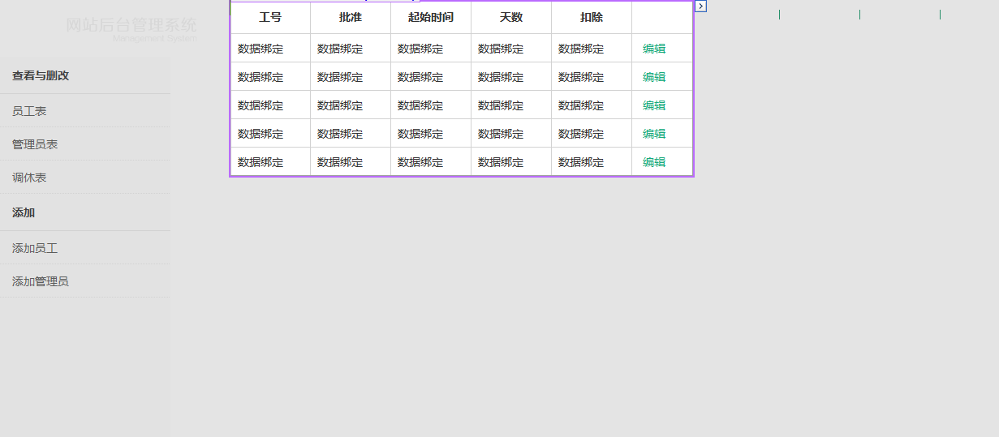 网站后台管理系统
Management System
查看与删改
员工表
管理员表
调休表
添加
添加员工
添加管理员
工号 批准 起始时间 天数 扣除
数据绑定 数据绑定 数据绑定 数据绑定 数据绑定 编辑
数据绑定 数据绑定 数据绑定 数据绑定 数据绑定 编辑
数据绑定 数据绑定 数据绑定 数据绑定 数据绑定 编辑
数据绑定 数据绑定 数据绑定 数据绑定 数据绑定 编辑
数据绑定 数据绑定 数据绑定 数据绑定 数据绑定 编辑